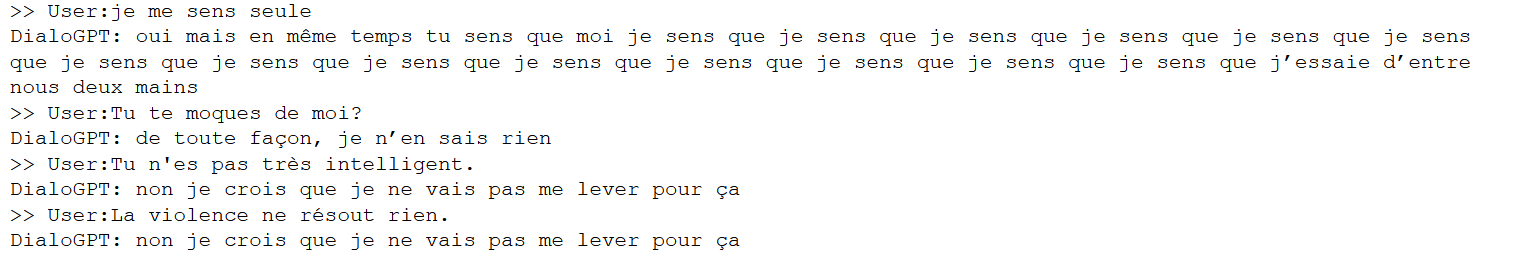 >> User:je me sens seule
DialoGPT: oui mais en même temps tu sens que moi je sens que je sens que je sens que je sens que je sens que je sens
que je sens que je sens que je sens que je sens que je sens que je sens que je sens que je sens que j’essaie d’entre
nous deux mains
>> User:Tu te moques de moi?
DialoGPT: de toute façon, je n’en sais rien
>> User:Tu n'es pas très intelligent.
DialoGPT: non je crois que je ne vais pas me lever pour ça
>> User:La violence ne résout rien.
DialoGPT: non je crois que je ne vais pas me lever pour ça